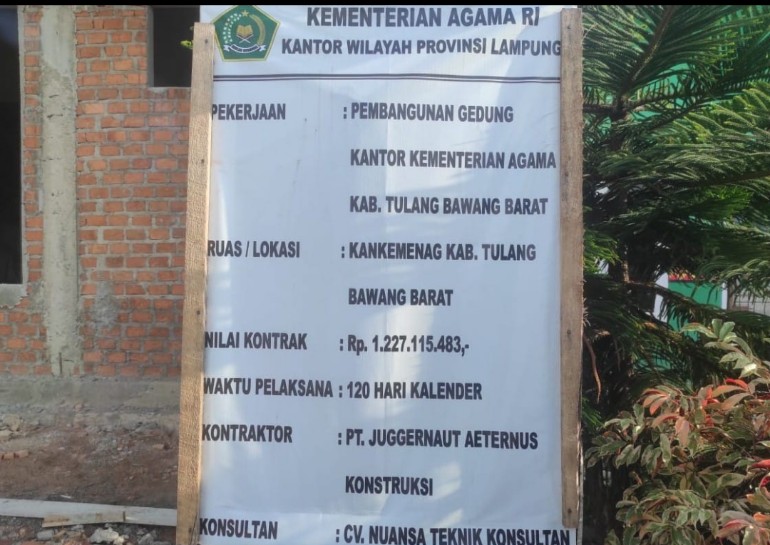 KEMENTERIAN AGAMA RI
KANTOR WILAYAH PROVINSI LAMPUNG
PEKERJAAN : PEMBANGUNAN GEDUNG
KANTOR KEMENTERIAN AGAMA
KAB. TULANG BAWANG BARAT
RUAS / LOKASI : KANKEMENAG KAB. TULANG
BAWANG BARAT
NILAI KONTRAK : Rp. 1.227.115.483,-
WAKTU PELAKSANA : 120 HARI KALENDER
KONTRAKTOR : PT. JUGGERNAUT AETERNUS
KONSTRUKSI
KONSULTAN : CV. NUANSA TEKNIK KONSULTAN